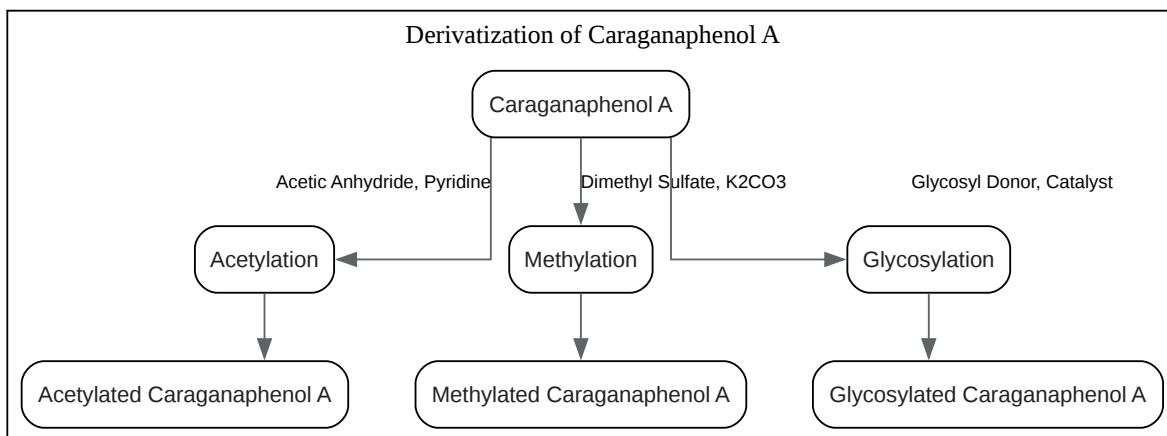 Derivatization of Caraganaphenol A
Caraganaphenol A
Acetic Anhydride, Pyridine
Dimethyl Sulfate, K2CO3
Glycosyl Donor, Catalyst
Acetylation
Methylation
Glycosylation
Acetylated Caraganaphenol A
Methylated Caraganaphenol A
Glycosylated Caraganaphenol A